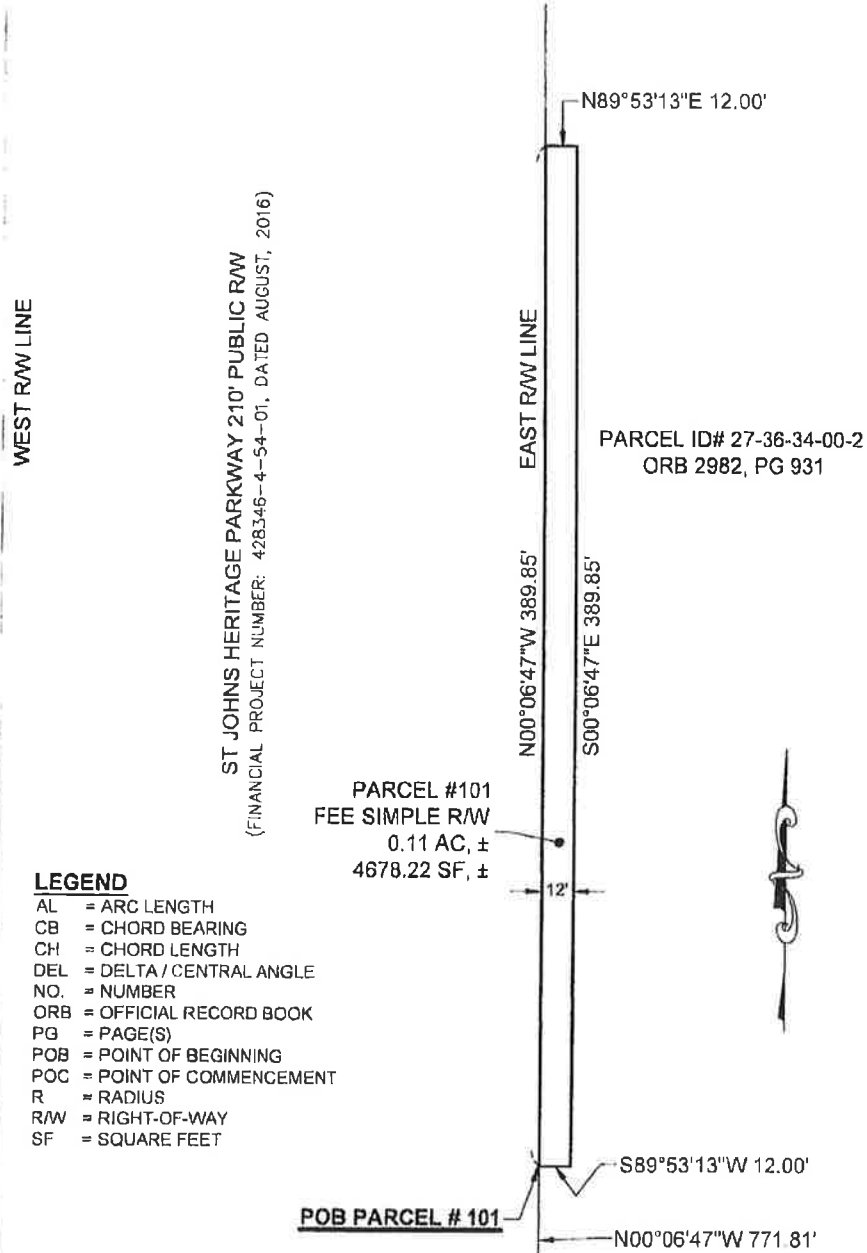 N89°53'13"E 12.00'
WEST R/W LINE
ST JOHNS HERITAGE PARKWAY 210' PUBLIC R/W
(FINANCIAL PROJECT NUMBER: 428346-4-54-01, DATED AUGUST, 2016)
EAST R/W LINE
PARCEL ID# 27-36-34-00-2
ORB 2982, PG 931
N00°06'47"W 389.85'
S00°06'47"E 389.85'
PARCEL #101
FEE SIMPLE R/W
0.11 AC, ±
4678.22 SF, ±
12'
LEGEND
AL = ARC LENGTH
CB = CHORD BEARING
CH = CHORD LENGTH
DEL = DELTA / CENTRAL ANGLE
NO. = NUMBER
ORB = OFFICIAL RECORD BOOK
PG = PAGE(S)
POB = POINT OF BEGINNING
POC = POINT OF COMMENCEMENT
R = RADIUS
R/W = RIGHT-OF-WAY
SF = SQUARE FEET
S89°53'13"W 12.00'
POB PARCEL # 101
N00°06'47"W 771.81'